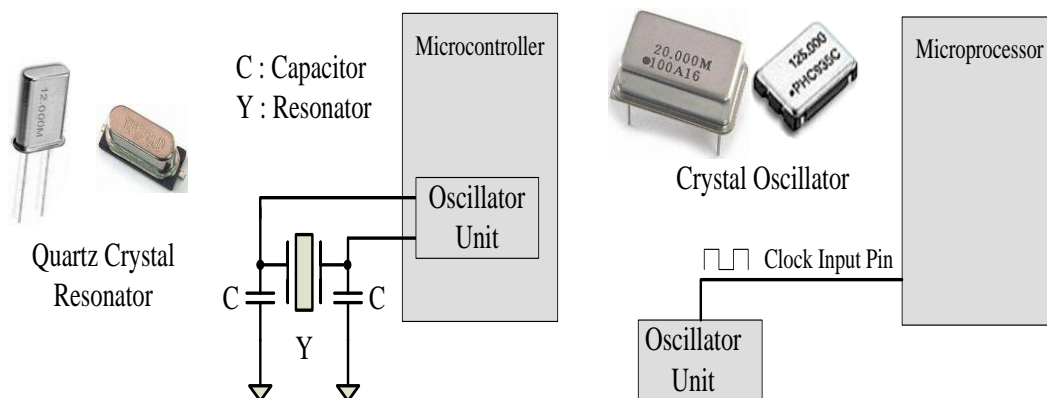 Microcontroller
C : Capacitor
Y : Resonator
12.000M
Oscillator
Unit
Quartz Crystal
Resonator
C
C
Y
20.000M
100A16
125.000
PHC935C
Microprocessor
Crystal Oscillator
Clock Input Pin
Oscillator
Unit